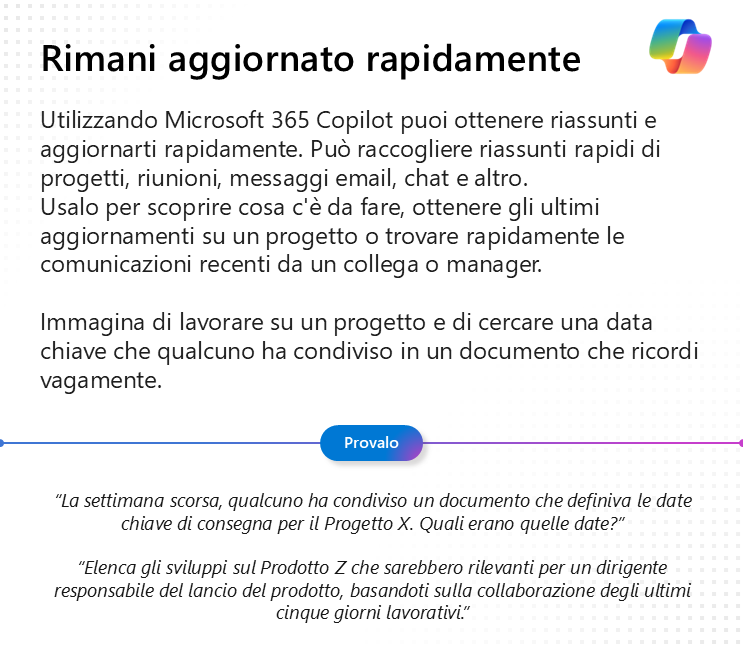 Rimani aggiornato rapidamente
Utilizzando Microsoft 365 Copilot puoi ottenere riassunti e
aggiornarti rapidamente. Può raccogliere riassunti rapidi di
progetti, riunioni, messaggi email, chat e altro.
Usalo per scoprire cosa c'è da fare, ottenere gli ultimi
aggiornamenti su un progetto o trovare rapidamente le
comunicazioni recenti da un collega o manager.
Immagina di lavorare su un progetto e di cercare una data
chiave che qualcuno ha condiviso in un documento che ricordi
vagamente.
Provalo
“La settimana scorsa, qualcuno ha condiviso un documento che definiva le date
chiave di consegna per il Progetto X. Quali erano quelle date?”
“Elenca gli sviluppi sul Prodotto Z che sarebbero rilevanti per un dirigente
responsabile del lancio del prodotto, basandoti sulla collaborazione degli ultimi
cinque giorni lavorativi.”